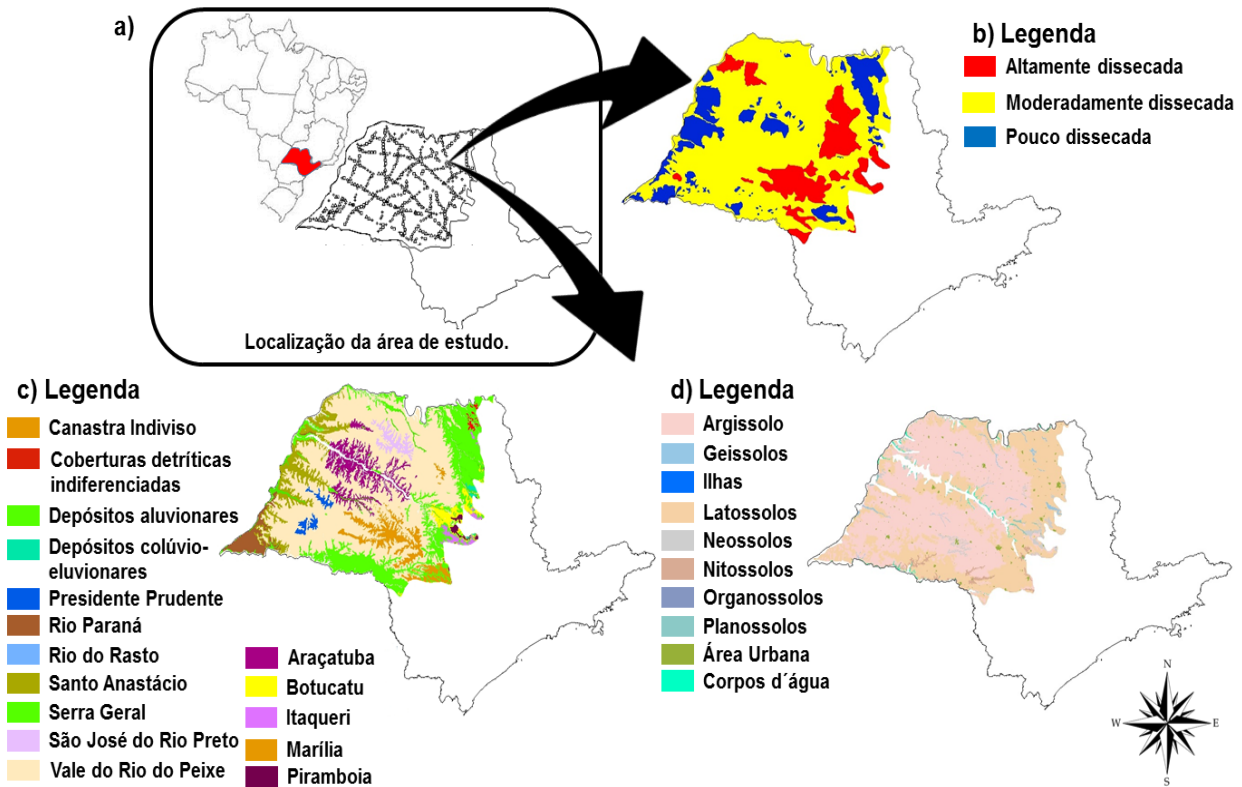 a)
Localização da área de estudo.
b) Legenda
Altamente dissecada
Moderadamente dissecada
Pouco dissecada
c) Legenda
Canastra Indiviso
Coberturas detríticas
indiferenciadas
Depósitos aluvionares
Depósitos colúvio-
eluvionares
Presidente Prudente
Rio Paraná
Rio do Rasto
Santo Anastácio
Serra Geral
São José do Rio Preto
Vale do Rio do Peixe
Araçatuba
Botucatu
Itaqueri
Marília
Piramboia
d) Legenda
Argissolo
Geissolos
Ilhas
Latossolos
Neossolos
Nitossolos
Organossolos
Planossolos
Área Urbana
Corpos d´água
N
W
E
S